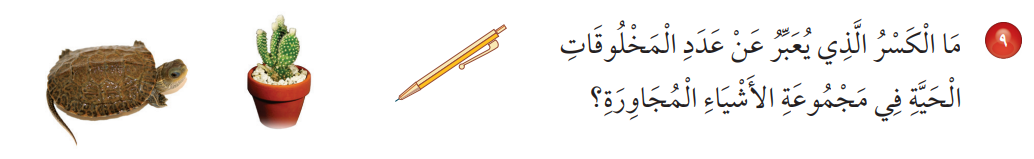 ٩ مَا الْكَسْرُ الَّذِي يُعَبِّرُ عَنْ عَدَدِ الْمَخْلُوقَاتِ
الْحَيَّةِ فِي مَجْمُوعَةِ الأَشْيَاءِ الْمُجَاوِرَةِ؟